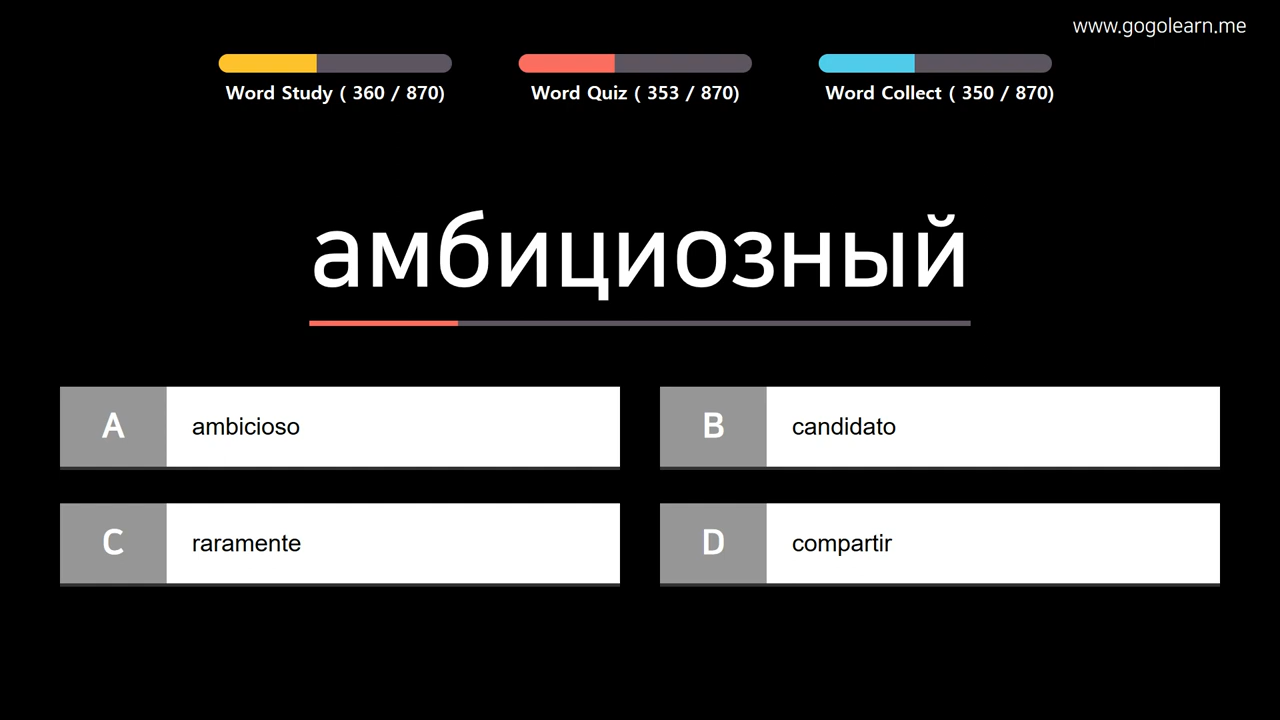 www.gogolearn.me
Word Study ( 360 / 870)
Word Quiz ( 353 / 870)
Word Collect ( 350 / 870)
амбициозный
A
ambicioso
B
candidato
C
raramente
D
compartir